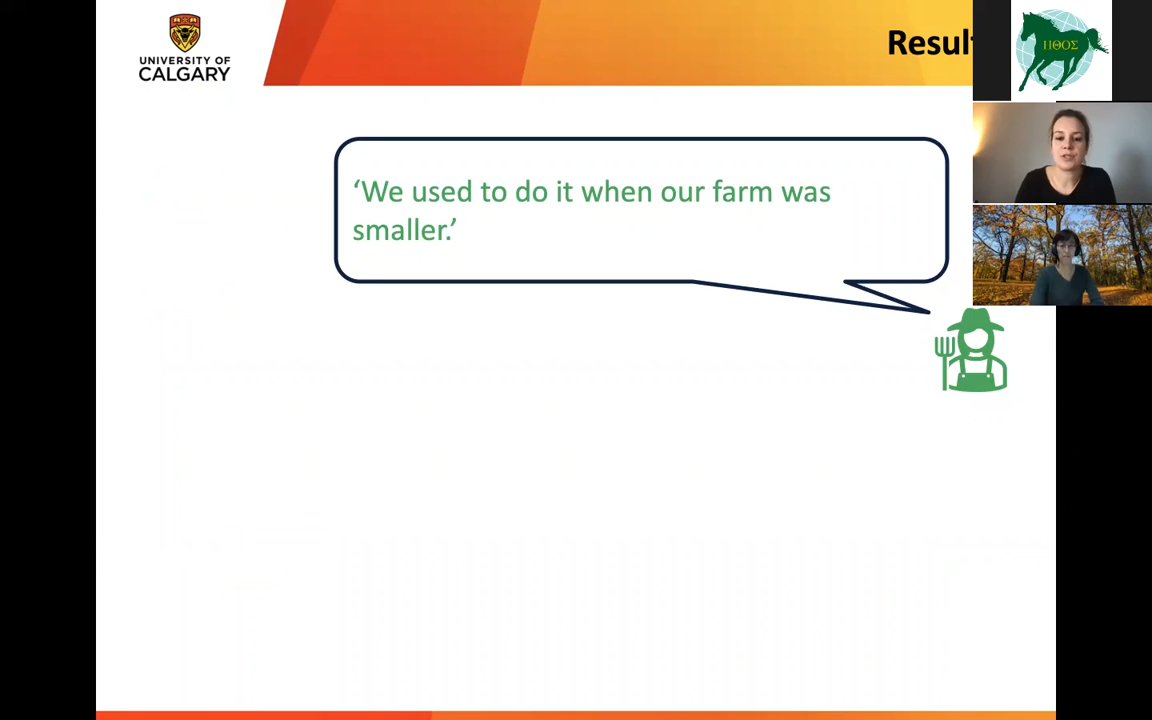 UNIVERSITY OF
CALGARY
Result
ΗΘΟΣ
‘We used to do it when our farm was
smaller.’